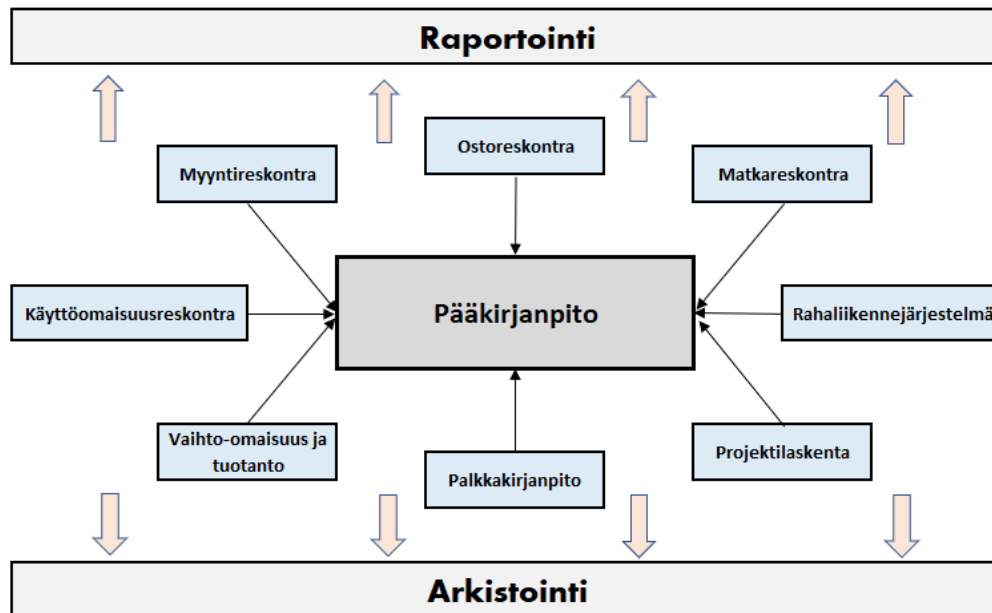 Raportointi
Ostoreskontra
Myyntireskontra
Matkareskontra
Käyttöomaisuusreskontra
Pääkirjanpito
Rahaliikennejärjestelmä
Vaihto-omaisuus ja
tuotanto
Palkkakirjanpito
Projektilaskenta
Arkistointi